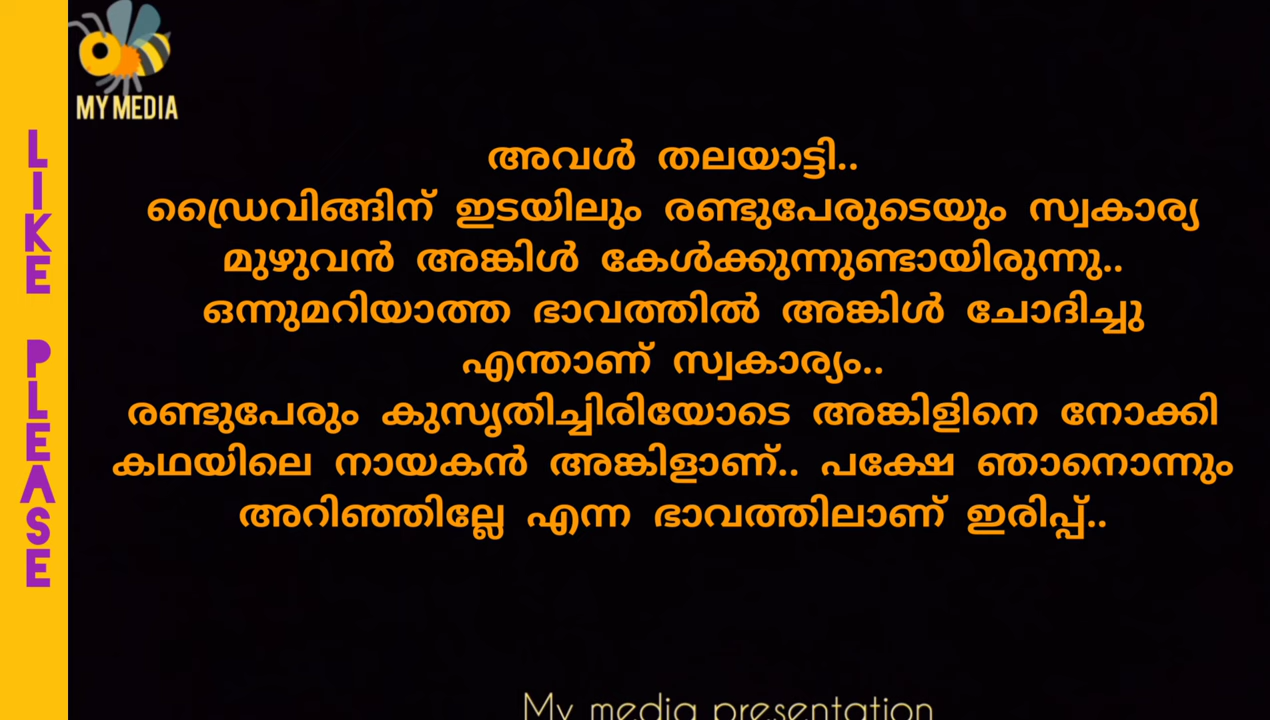 MY MEDIA
LIKE PLEASE
അവൾ തലയാട്ടി..
ഡ്രൈവിങ്ങിന് ഇടയിലും രണ്ടുപേരുടെയും സ്വകാര്യ
മുഴുവൻ അങ്കിൾ കേൾക്കുന്നുണ്ടായിരുന്നു..
ഒന്നുമറിയാത്ത ഭാവത്തിൽ അങ്കിൾ ചോദിച്ചു
എന്താണ് സ്വകാര്യം..
രണ്ടുപേരും കുസൃതിച്ചിരിയോടെ അങ്കിളിനെ നോക്കി
കഥയിലെ നായകൻ അങ്കിളാണ്.. പക്ഷേ ഞാനൊന്നും
അറിഞ്ഞില്ലേ എന്ന ഭാവത്തിലാണ് ഇരിപ്പ്..
My media presentation